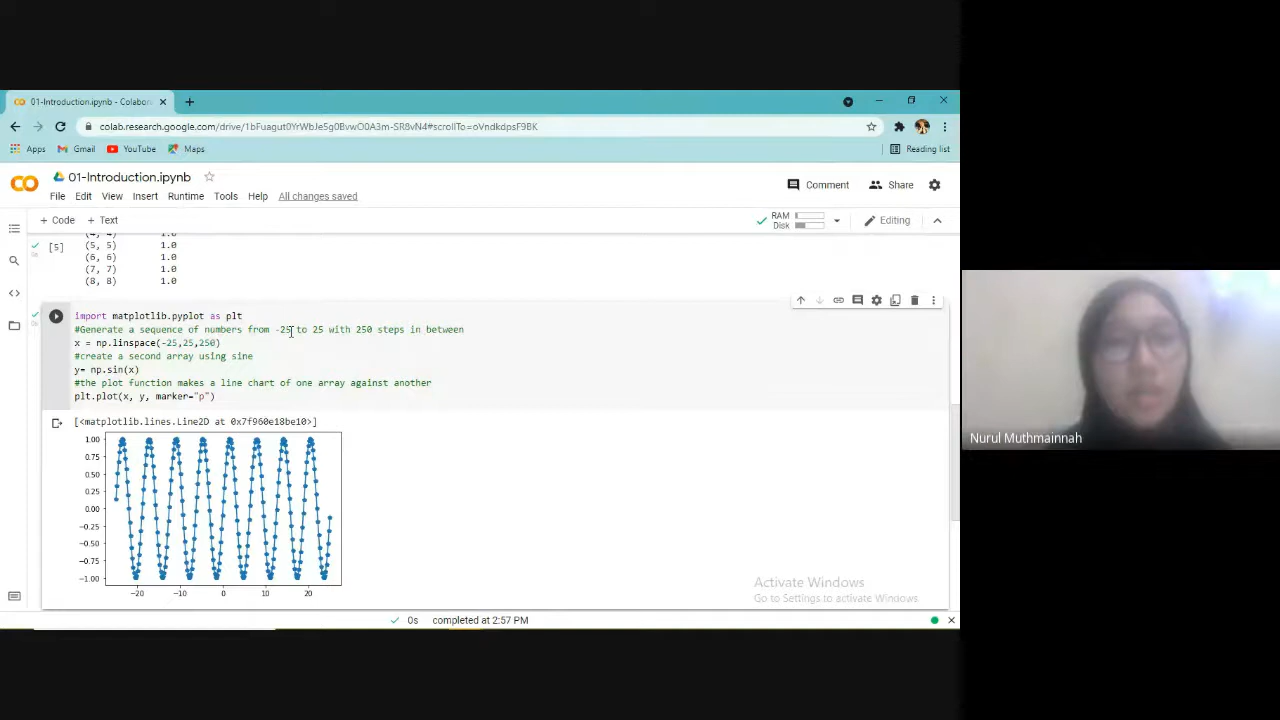 01-Introduction.ipynb - Colabon
colab.research.google.com/drive/1bFuagut0YrWbJe5g0BvwO0A3m-SR8vN4#scrollTo=oVndkdpsF9BK
Apps Gmail YouTube Maps Reading list
01-Introduction.ipynb
Comment Share
File Edit View Insert Runtime Tools Help All changes saved
+ Code + Text
RAM
Disk
Editing
[5]
(5, 5) 1.0
(6, 6) 1.0
(7, 7) 1.0
(8, 8) 1.0
import matplotlib.pyplot as plt
#Generate a sequence of numbers from -25 to 25 with 250 steps in between
x = np.linspace(-25,25,250)
#create a second array using sine
y= np.sin(x)
#the plot function makes a line chart of one array against another
plt.plot(x, y, marker="p")
[<matplotlib.lines.Line2D at 0x7f960e18be10>]
1.00
0.75
0.50
0.25
0.00
−0.25
−0.50
−0.75
−1.00
−20 −10 0 10 20
Activate Windows
Go to Settings to activate Windows.
0s completed at 2:57 PM
Nurul Muthmainnah